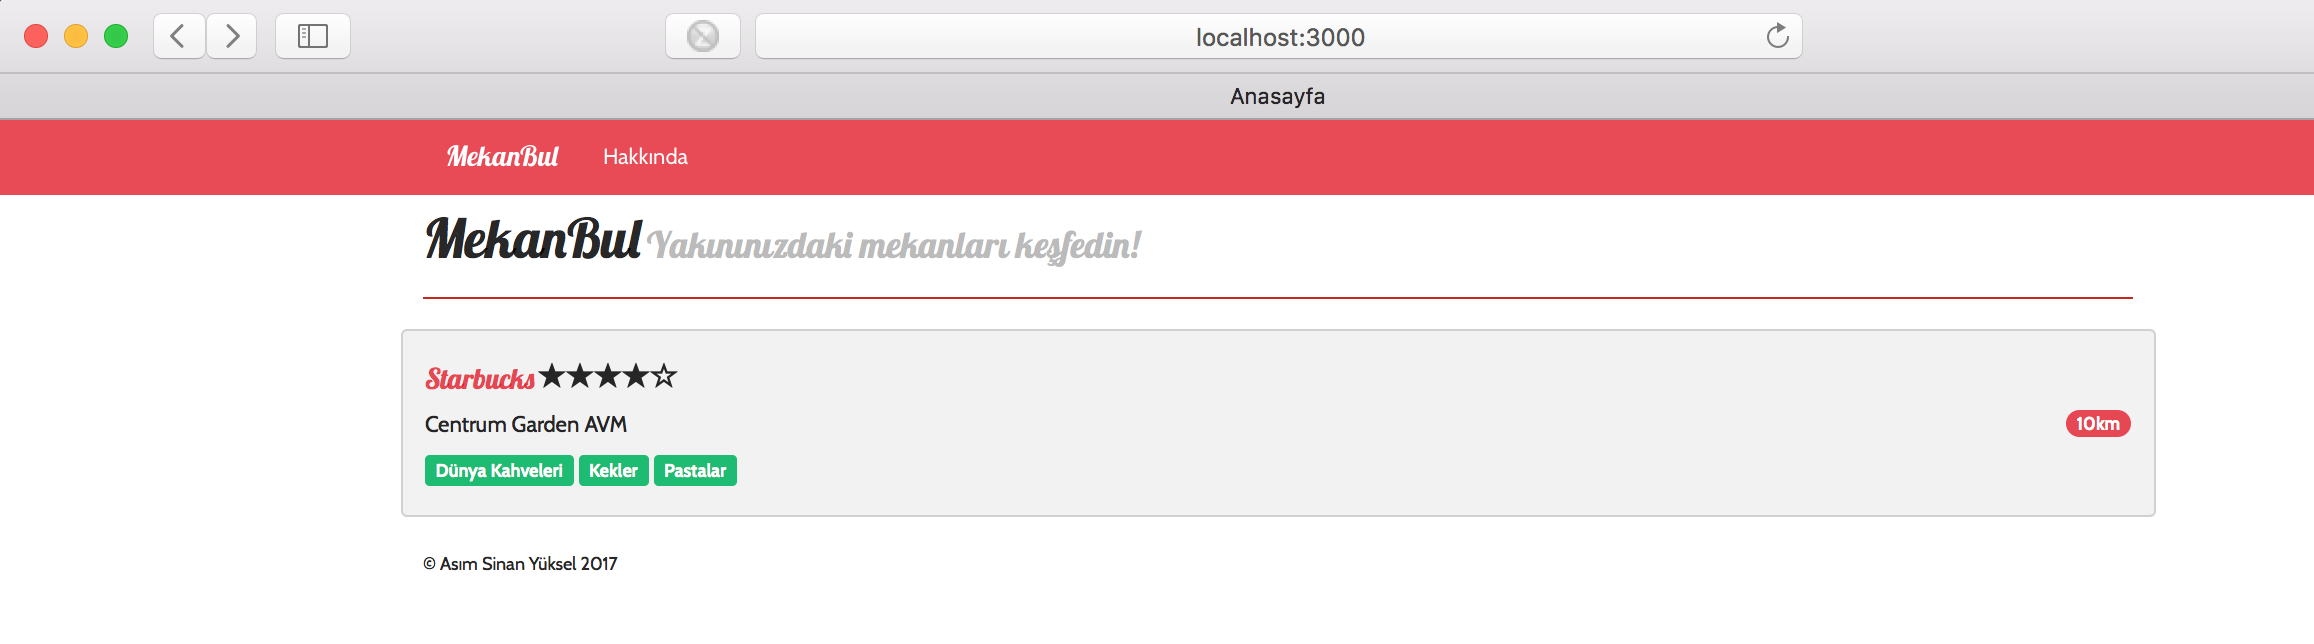 localhost:3000
Anasayfa
MekanBul Hakkında
MekanBul Yakınınızdaki mekanları keşfedin!
Starbucks ★★★★☆
Centrum Garden AVM 10km
Dünya Kahveleri Kekler Pastalar
© Asım Sinan Yüksel 2017